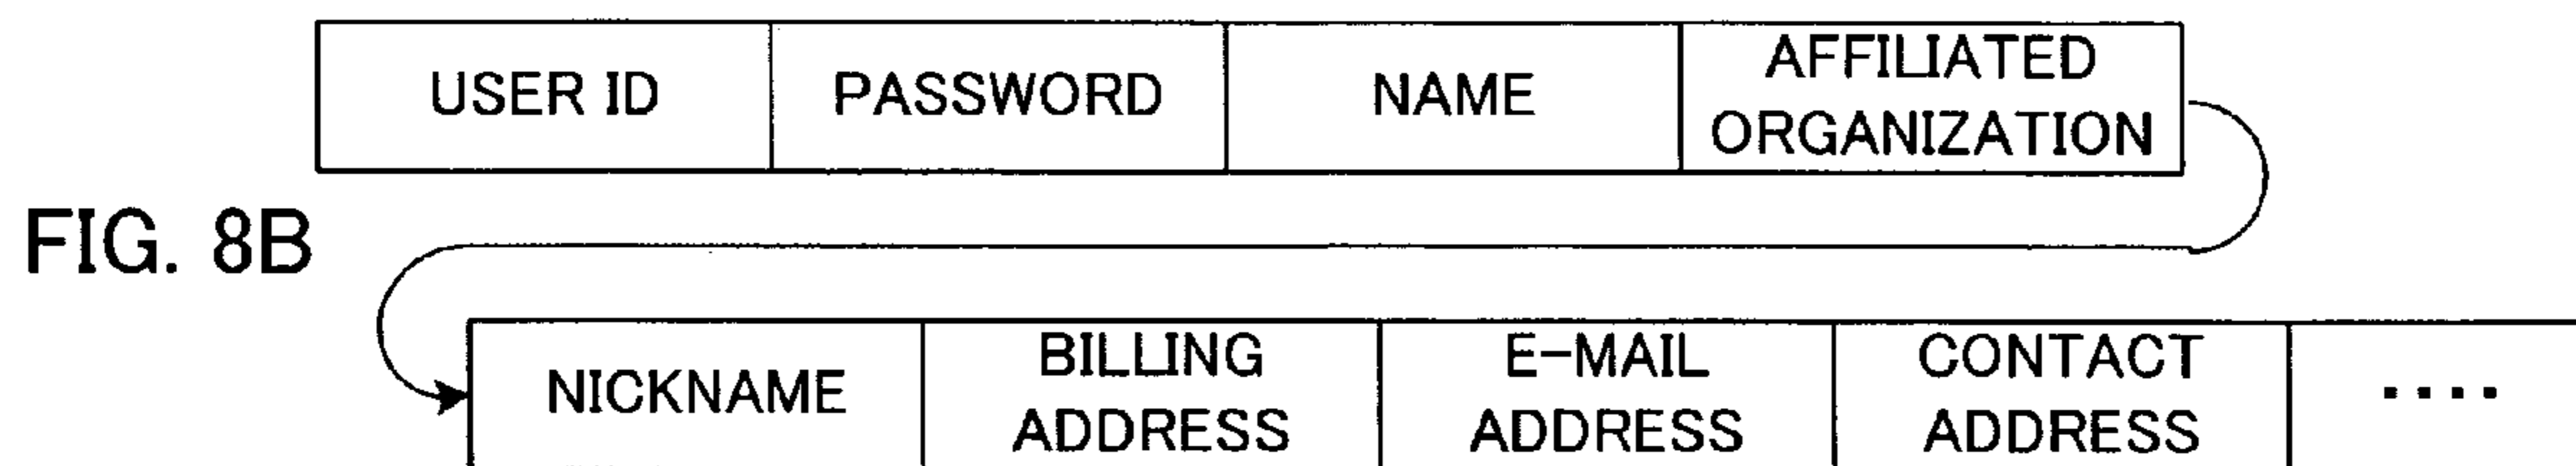 USER ID
PASSWORD
NAME
AFFILIATED
ORGANIZATION
FIG. 8B
NICKNAME
BILLING
ADDRESS
E-MAIL
ADDRESS
CONTACT
ADDRESS
....